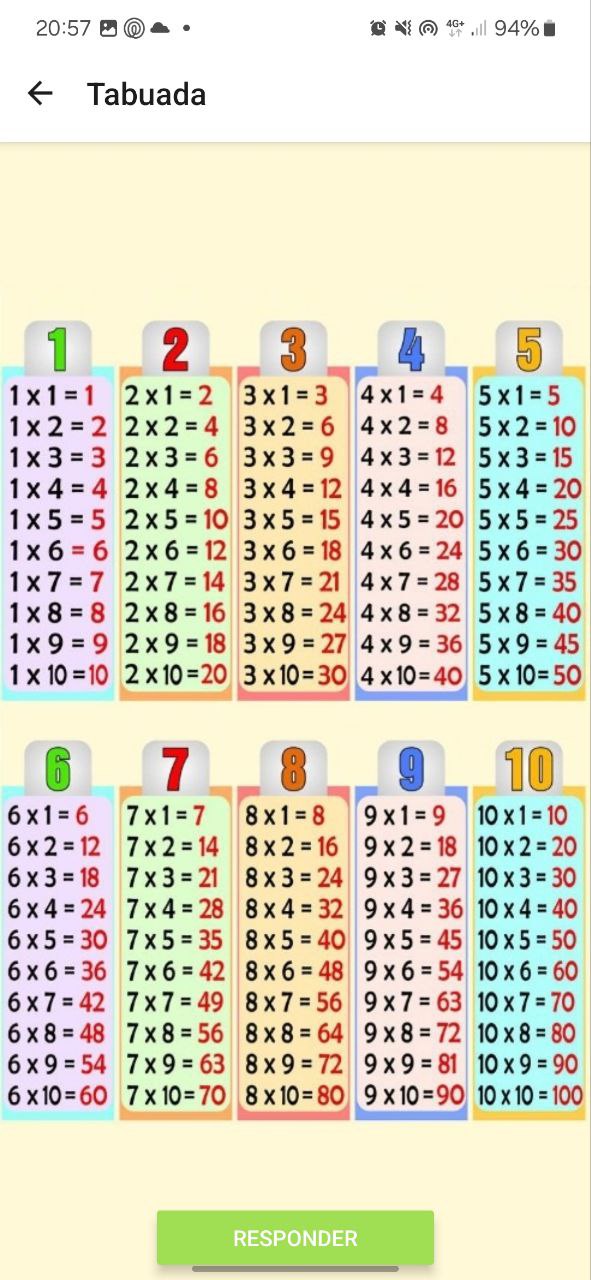 20:57 4G+ 94%
Tabuada
1 2 3 4 5
1 x 1 = 1 2 x 1 = 2 3 x 1 = 3 4 x 1 = 4 5 x 1 = 5
1 x 2 = 2 2 x 2 = 4 3 x 2 = 6 4 x 2 = 8 5 x 2 = 10
1 x 3 = 3 2 x 3 = 6 3 x 3 = 9 4 x 3 = 12 5 x 3 = 15
1 x 4 = 4 2 x 4 = 8 3 x 4 = 12 4 x 4 = 16 5 x 4 = 20
1 x 5 = 5 2 x 5 = 10 3 x 5 = 15 4 x 5 = 20 5 x 5 = 25
1 x 6 = 6 2 x 6 = 12 3 x 6 = 18 4 x 6 = 24 5 x 6 = 30
1 x 7 = 7 2 x 7 = 14 3 x 7 = 21 4 x 7 = 28 5 x 7 = 35
1 x 8 = 8 2 x 8 = 16 3 x 8 = 24 4 x 8 = 32 5 x 8 = 40
1 x 9 = 9 2 x 9 = 18 3 x 9 = 27 4 x 9 = 36 5 x 9 = 45
1 x 10 = 10 2 x 10 = 20 3 x 10 = 30 4 x 10 = 40 5 x 10 = 50
6 7 8 9 10
6 x 1 = 6 7 x 1 = 7 8 x 1 = 8 9 x 1 = 9 10 x 1 = 10
6 x 2 = 12 7 x 2 = 14 8 x 2 = 16 9 x 2 = 18 10 x 2 = 20
6 x 3 = 18 7 x 3 = 21 8 x 3 = 24 9 x 3 = 27 10 x 3 = 30
6 x 4 = 24 7 x 4 = 28 8 x 4 = 32 9 x 4 = 36 10 x 4 = 40
6 x 5 = 30 7 x 5 = 35 8 x 5 = 40 9 x 5 = 45 10 x 5 = 50
6 x 6 = 36 7 x 6 = 42 8 x 6 = 48 9 x 6 = 54 10 x 6 = 60
6 x 7 = 42 7 x 7 = 49 8 x 7 = 56 9 x 7 = 63 10 x 7 = 70
6 x 8 = 48 7 x 8 = 56 8 x 8 = 64 9 x 8 = 72 10 x 8 = 80
6 x 9 = 54 7 x 9 = 63 8 x 9 = 72 9 x 9 = 81 10 x 9 = 90
6 x 10 = 60 7 x 10 = 70 8 x 10 = 80 9 x 10 = 90 10 x 10 = 100
RESPONDER